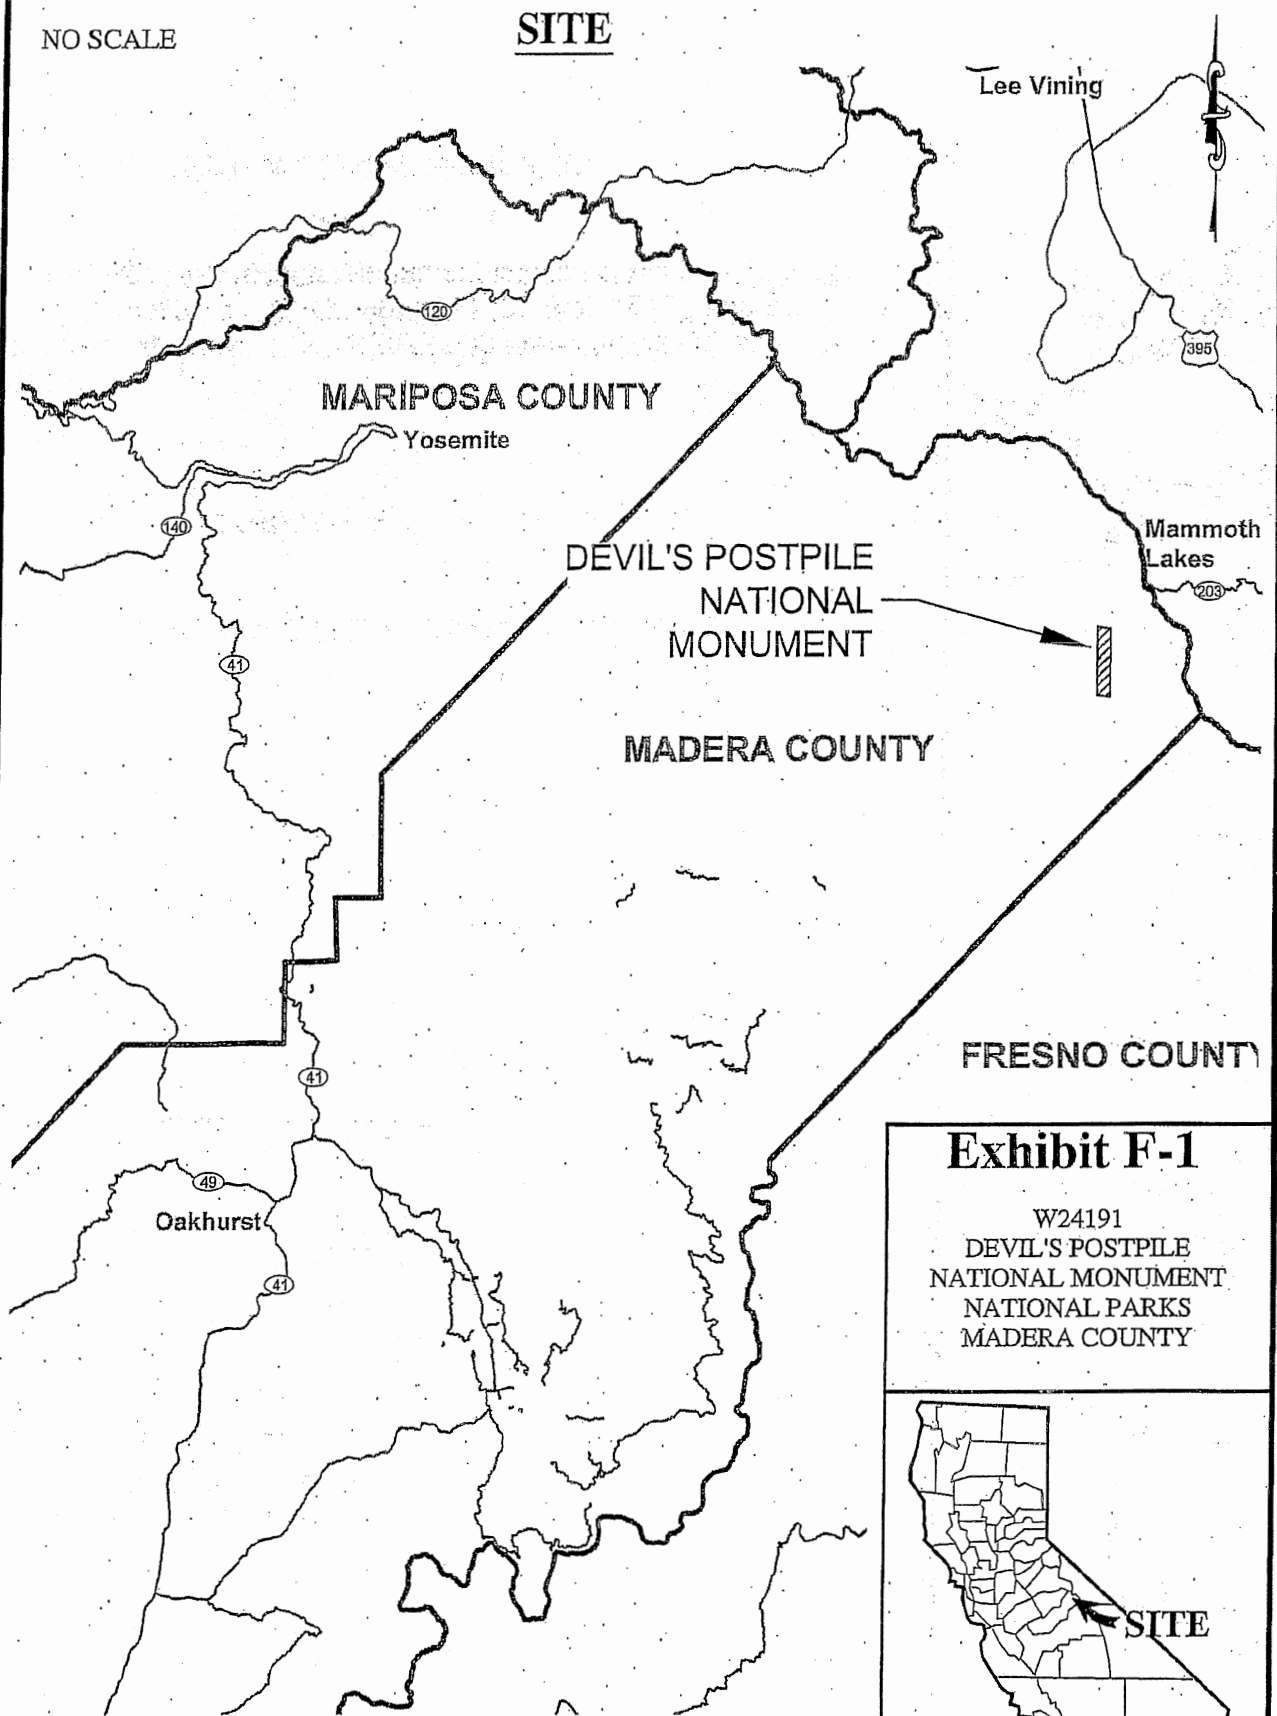 NO SCALE
SITE
Lee Vining
120
395
MARIPOSA COUNTY
Yosemite
140
Mammoth
Lakes
203
DEVIL'S POSTPILE
NATIONAL
MONUMENT
41
MADERA COUNTY
FRESNO COUNTY
41
49
Oakhurst
41
Exhibit F-1
W24191
DEVIL'S POSTPILE
NATIONAL MONUMENT
NATIONAL PARKS
MADERA COUNTY
SITE